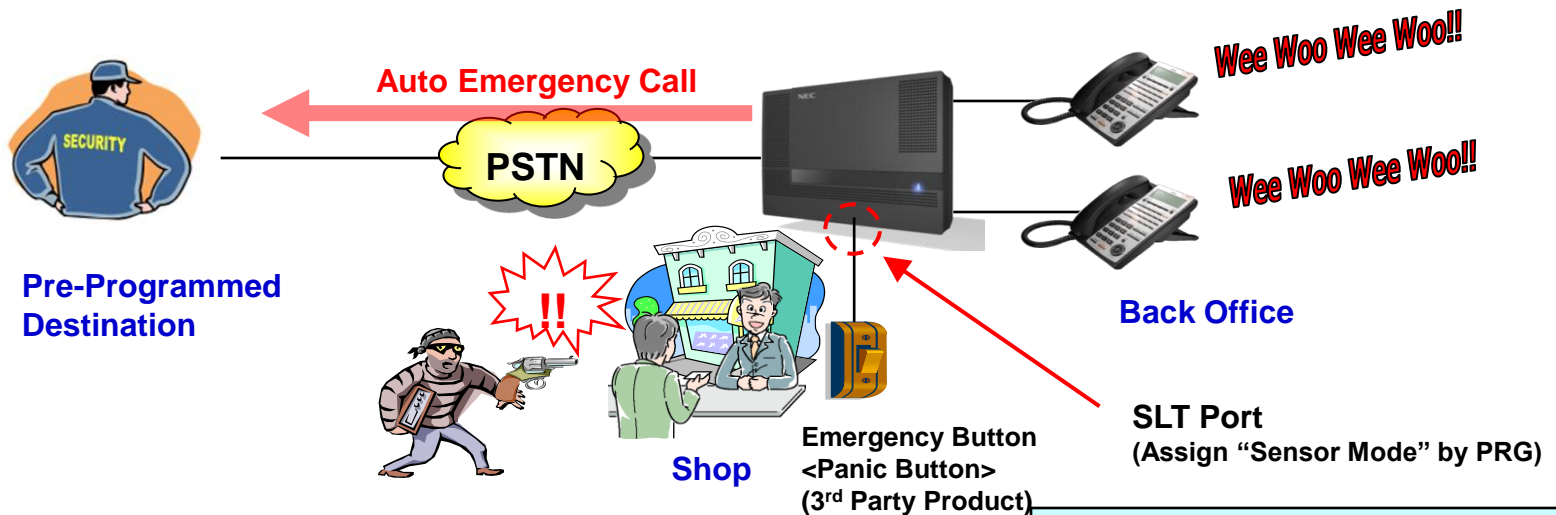 Wee Woo Wee Woo!!
Auto Emergency Call
NEC
SECURITY
PSTN
Wee Woo Wee Woo!!
Pre-Programmed
Destination
!!
Back Office
Shop
Emergency Button
<Panic Button>
(3rd Party Product)
SLT Port
(Assign “Sensor Mode” by PRG)